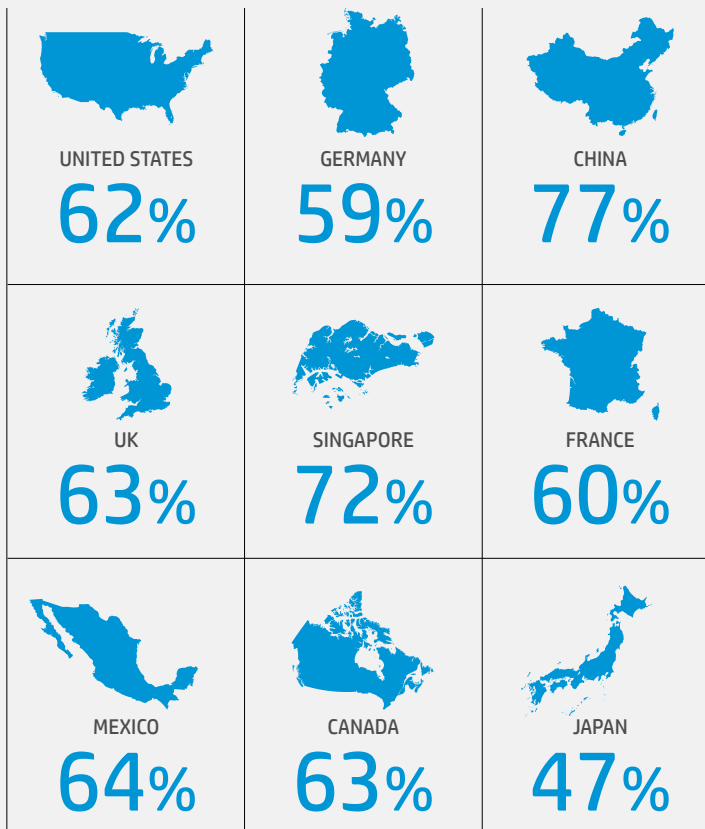 UNITED STATES
62%
GERMANY
59%
CHINA
77%
UK
63%
SINGAPORE
72%
FRANCE
60%
MEXICO
64%
CANADA
63%
JAPAN
47%